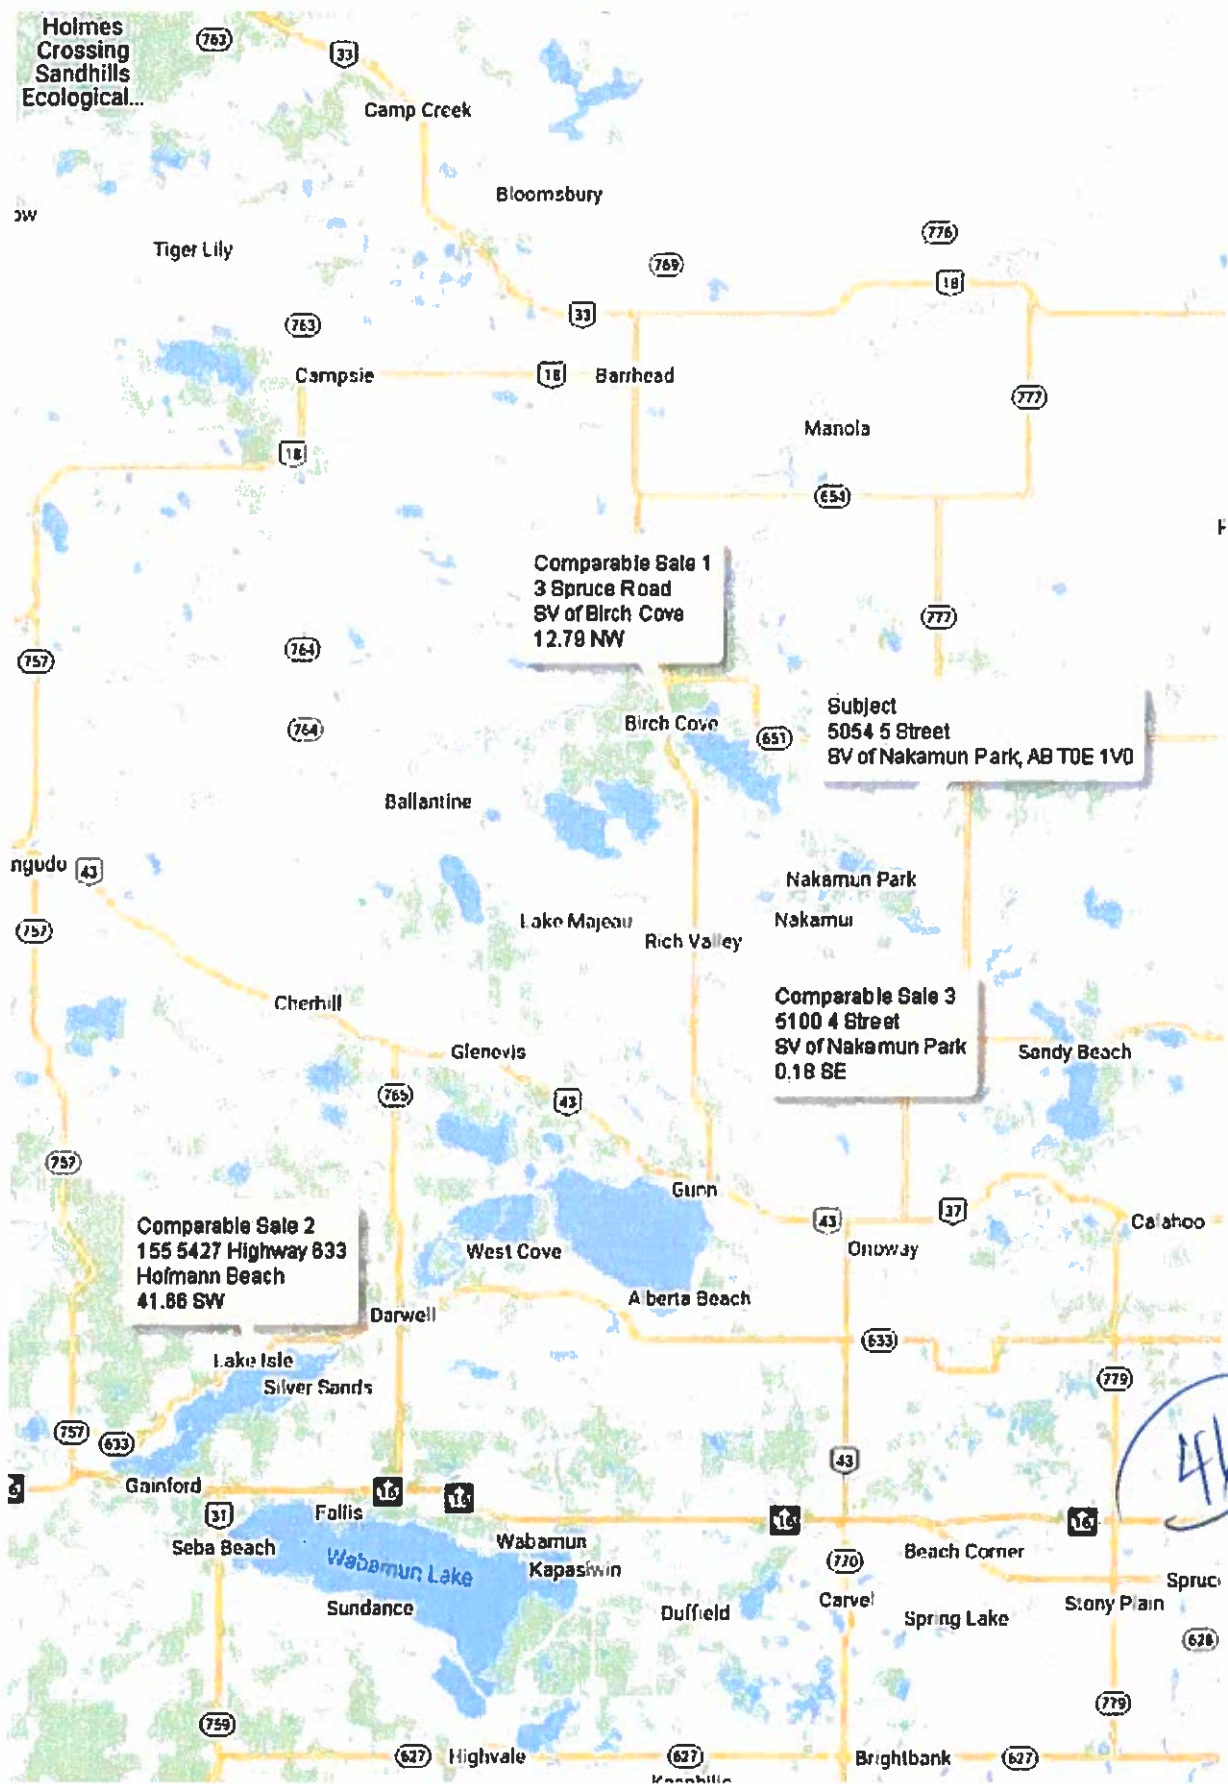 Holmes
Crossing
Sandhills
Ecological...
763
33
Camp Creek
Bloomsbury
ow
Tiger Lily
776
769
18
763
33
Campsie
18
Barrhead
777
Manola
18
654
Comparable Sale 1
3 Spruce Road
SV of Birch Cove
12.79 NW
777
764
757
Subject
5054 5 Street
SV of Nakamun Park, AB T0E 1V0
Birch Cove
764
651
Ballantine
ngudo
43
Nakamun Park
Lake Majeau
Nakamun
757
Rich Valley
Comparable Sale 3
5100 4 Street
SV of Nakamun Park
0.18 SE
Cherhill
Glenevis
Sandy Beach
765
43
757
Gunn
Comparable Sale 2
155 5427 Highway 633
Hofmann Beach
41.66 SW
43
37
Calahoo
West Cove
Onoway
Alberta Beach
Darwell
633
Lake Isle
Silver Sands
779
757
633
43
Gainford
16
16
31
Fallis
16
16
Seba Beach
Wabamun
Wabamun Lake
Kapasiwin
770
Beach Corner
Sundance
Duffield
Carvel
Spring Lake
Stony Plain
Spruc
628
759
779
627
Highvale
627
Brightbank
627